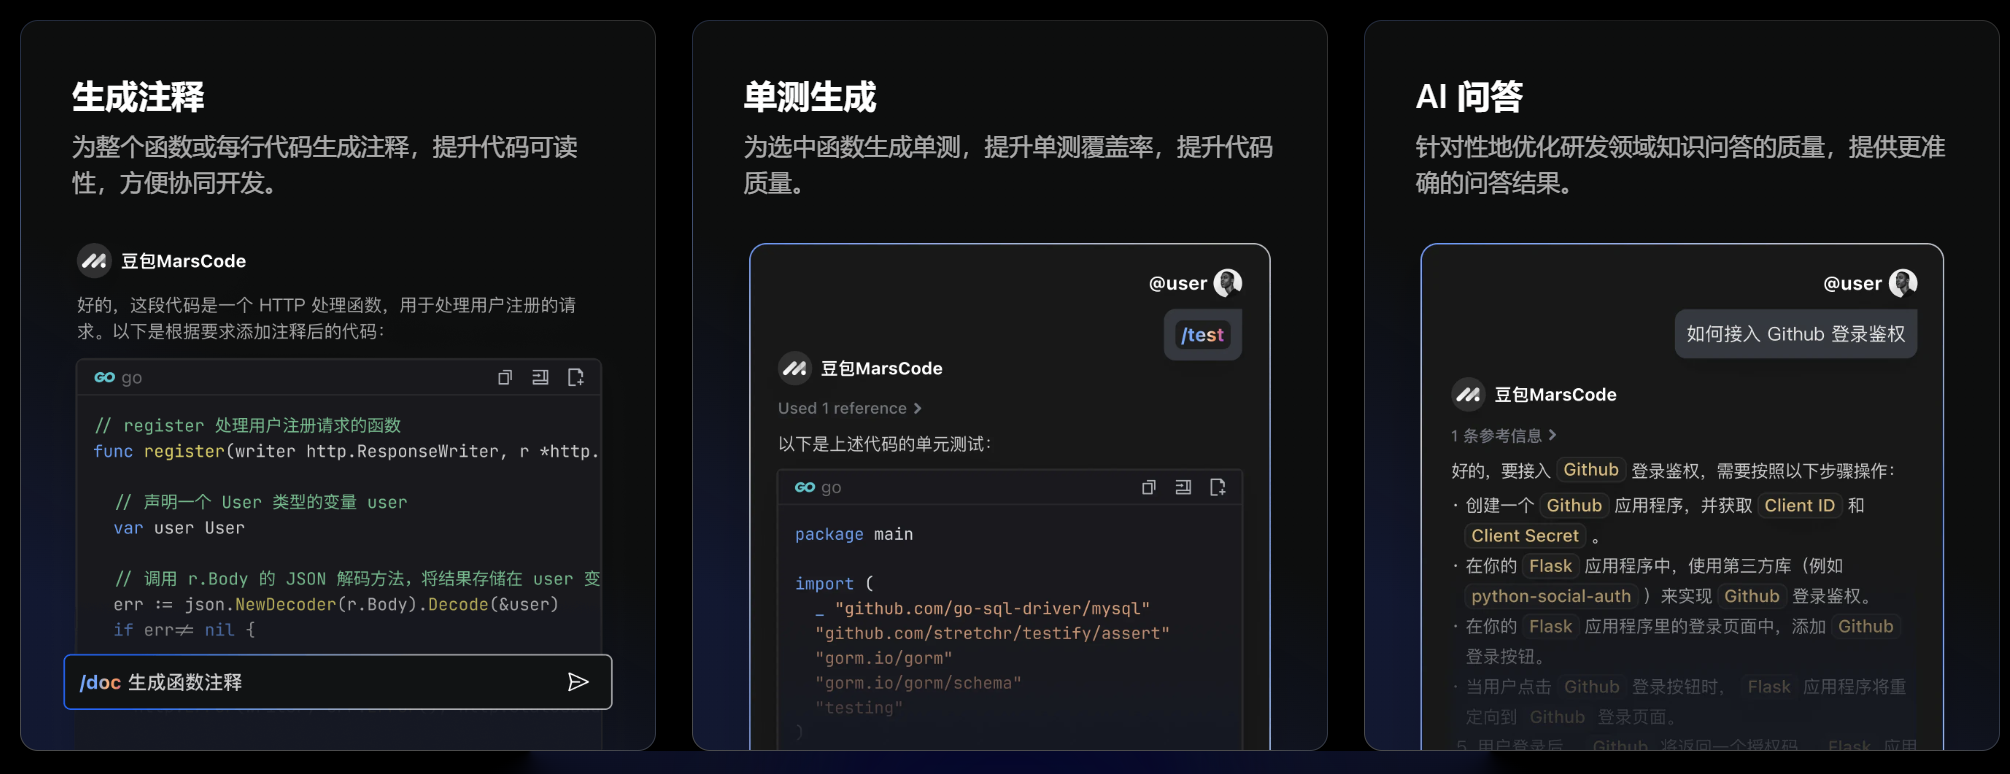 生成注释
为整个函数或每行代码生成注释，提升代码可读
性，方便协同开发。
豆包MarsCode
好的，这段代码是一个 HTTP 处理函数，用于处理用户注册的请
求。以下是根据要求添加注释后的代码：
GO go
// register 处理用户注册请求的函数
func register(writer http.ResponseWriter, r *http.
// 声明一个 User 类型的变量 user
var user User
// 调用 r.Body 的 JSON 解码方法，将结果存储在 user 变
err := json.NewDecoder(r.Body).Decode(&user)
if err≠ nil {
/doc 生成函数注释
单测生成
为选中函数生成单测，提升单测覆盖率，提升代码
质量。
@user
/test
豆包MarsCode
Used 1 reference >
以下是上述代码的单元测试：
GO go
package main
import (
_ "github.com/go-sql-driver/mysql"
"github.com/stretchr/testify/assert"
"gorm.io/gorm"
"gorm.io/gorm/schema"
"testing"
)
AI 问答
针对性地优化研发领域知识问答的质量，提供更准
确的问答结果。
@user
如何接入 Github 登录鉴权
豆包MarsCode
1 条参考信息 >
好的，要接入 Github 登录鉴权，需要按照以下步骤操作：
· 创建一个 Github 应用程序，并获取 Client ID 和
Client Secret 。
· 在你的 Flask 应用程序中，使用第三方库（例如
python-social-auth ）来实现 Github 登录鉴权。
· 在你的 Flask 应用程序里的登录页面中，添加 Github
登录按钮。
· 当用户点击 Github 登录按钮时， Flask 应用程序将重
定向到 Github 登录页面。
5. 用户登录后， Github 将返回一个授权码， Flask 应用